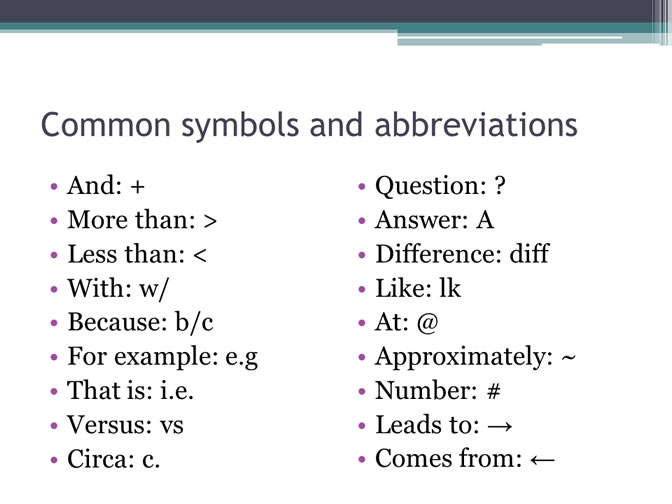 Common symbols and abbreviations
• And: +
• More than: >
• Less than: <
• With: w/
• Because: b/c
• For example: e.g
• That is: i.e.
• Versus: vs
• Circa: c.
• Question: ?
• Answer: A
• Difference: diff
• Like: lk
• At: @
• Approximately: ~
• Number: #
• Leads to: →
• Comes from: ←